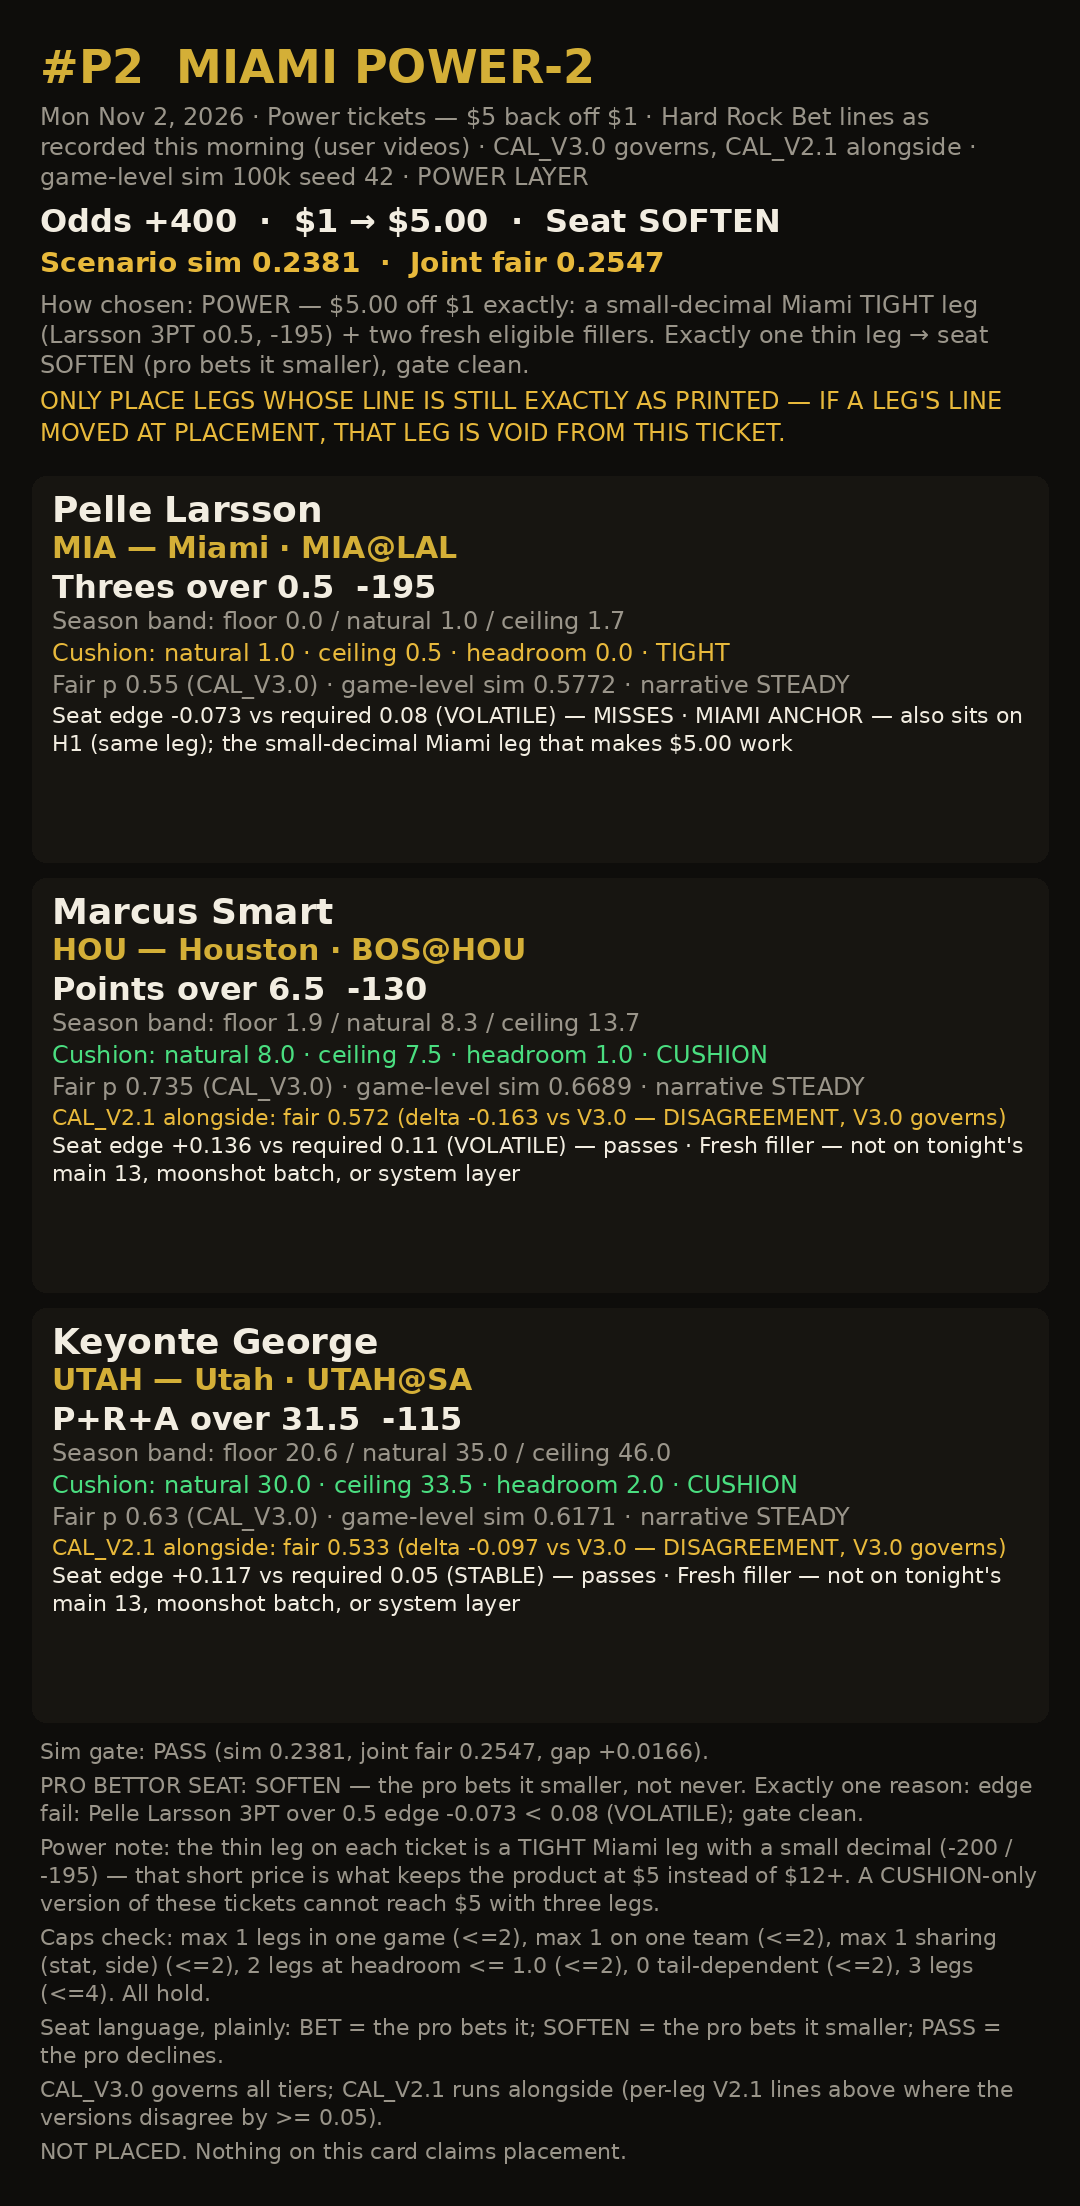 #P2 MIAMI POWER-2
Mon Nov 2, 2026 · Power tickets — $5 back off $1 · Hard Rock Bet lines as
recorded this morning (user videos) · CAL_V3.0 governs, CAL_V2.1 alongside ·
game-level sim 100k seed 42 · POWER LAYER
Odds +400 · $1 → $5.00 · Seat SOFTEN
Scenario sim 0.2381 · Joint fair 0.2547
How chosen: POWER — $5.00 off $1 exactly: a small-decimal Miami TIGHT leg
(Larsson 3PT o0.5, -195) + two fresh eligible fillers. Exactly one thin leg → seat
SOFTEN (pro bets it smaller), gate clean.
ONLY PLACE LEGS WHOSE LINE IS STILL EXACTLY AS PRINTED — IF A LEG'S LINE
MOVED AT PLACEMENT, THAT LEG IS VOID FROM THIS TICKET.
Pelle Larsson
MIA — Miami · MIA@LAL
Threes over 0.5 -195
Season band: floor 0.0 / natural 1.0 / ceiling 1.7
Cushion: natural 1.0 · ceiling 0.5 · headroom 0.0 · TIGHT
Fair p 0.55 (CAL_V3.0) · game-level sim 0.5772 · narrative STEADY
Seat edge -0.073 vs required 0.08 (VOLATILE) — MISSES · MIAMI ANCHOR — also sits on
H1 (same leg); the small-decimal Miami leg that makes $5.00 work
Marcus Smart
HOU — Houston · BOS@HOU
Points over 6.5 -130
Season band: floor 1.9 / natural 8.3 / ceiling 13.7
Cushion: natural 8.0 · ceiling 7.5 · headroom 1.0 · CUSHION
Fair p 0.735 (CAL_V3.0) · game-level sim 0.6689 · narrative STEADY
CAL_V2.1 alongside: fair 0.572 (delta -0.163 vs V3.0 — DISAGREEMENT, V3.0 governs)
Seat edge +0.136 vs required 0.11 (VOLATILE) — passes · Fresh filler — not on tonight's
main 13, moonshot batch, or system layer
Keyonte George
UTAH — Utah · UTAH@SA
P+R+A over 31.5 -115
Season band: floor 20.6 / natural 35.0 / ceiling 46.0
Cushion: natural 30.0 · ceiling 33.5 · headroom 2.0 · CUSHION
Fair p 0.63 (CAL_V3.0) · game-level sim 0.6171 · narrative STEADY
CAL_V2.1 alongside: fair 0.533 (delta -0.097 vs V3.0 — DISAGREEMENT, V3.0 governs)
Seat edge +0.117 vs required 0.05 (STABLE) — passes · Fresh filler — not on tonight's
main 13, moonshot batch, or system layer
Sim gate: PASS (sim 0.2381, joint fair 0.2547, gap +0.0166).
PRO BETTOR SEAT: SOFTEN — the pro bets it smaller, not never. Exactly one reason: edge
fail: Pelle Larsson 3PT over 0.5 edge -0.073 < 0.08 (VOLATILE); gate clean.
Power note: the thin leg on each ticket is a TIGHT Miami leg with a small decimal (-200 /
-195) — that short price is what keeps the product at $5 instead of $12+. A CUSHION-only
version of these tickets cannot reach $5 with three legs.
Caps check: max 1 legs in one game (<=2), max 1 on one team (<=2), max 1 sharing
(stat, side) (<=2), 2 legs at headroom <= 1.0 (<=2), 0 tail-dependent (<=2), 3 legs
(<=4). All hold.
Seat language, plainly: BET = the pro bets it; SOFTEN = the pro bets it smaller; PASS =
the pro declines.
CAL_V3.0 governs all tiers; CAL_V2.1 runs alongside (per-leg V2.1 lines above where the
versions disagree by >= 0.05).
NOT PLACED. Nothing on this card claims placement.